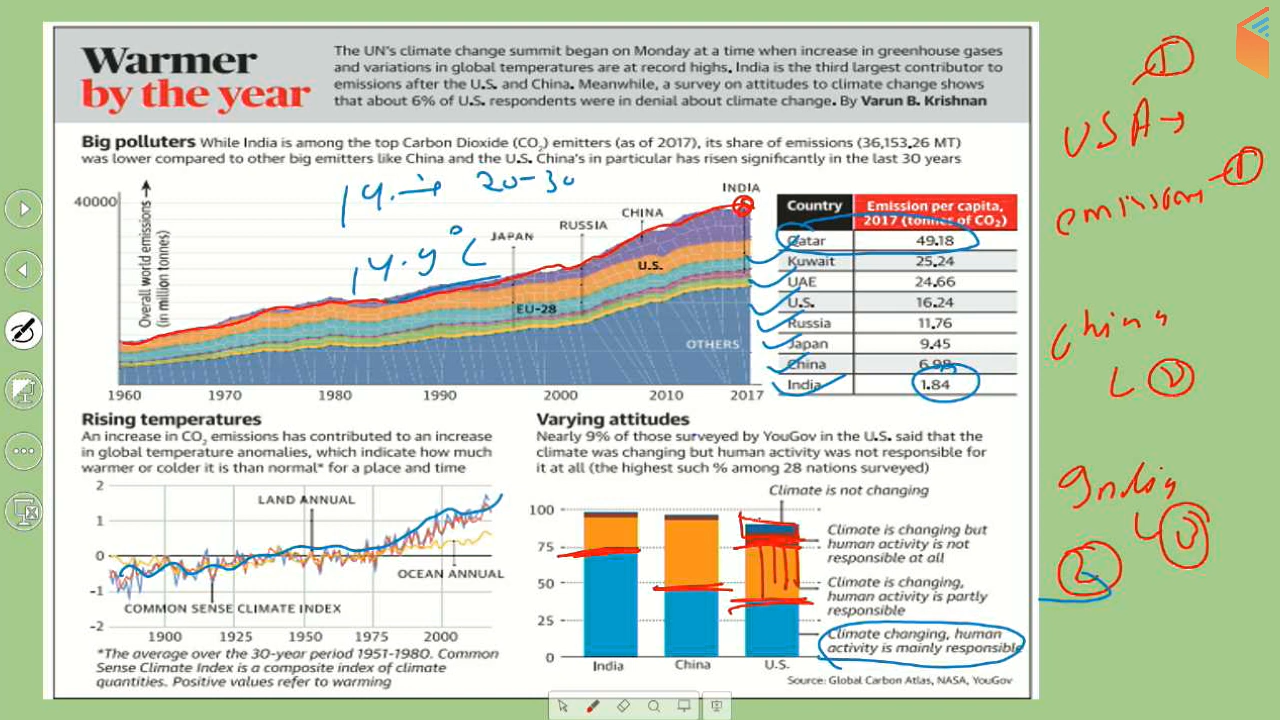 Warmer
by the year
The UN's climate change summit began on Monday at a time when increase in greenhouse gases
and variations in global temperatures are at record highs. India is the third largest contributor to
emissions after the U.S. and China. Meanwhile, a survey on attitudes to climate change shows
that about 6% of U.S. respondents were in denial about climate change. By Varun B. Krishnan
Big polluters While India is among the top Carbon Dioxide (CO2) emitters (as of 2017), its share of emissions (36,153.26 MT)
was lower compared to other big emitters like China and the U.S. China's in particular has risen significantly in the last 30 years
40000
Overall world emissions
(in million tonnes)
INDIA
CHINA
RUSSIA
JAPAN
U.S.
EU-28
OTHERS
1960 1970 1980 1990 2000 2010 2017
20-30
14.9°C
Country Emission per capita,
2017 (tonnes of CO2)
Qatar 49.18
Kuwait 25.24
UAE 24.66
U.S. 16.24
Russia 11.76
Japan 9.45
China 6.98
India 1.84
Rising temperatures
An increase in CO2 emissions has contributed to an increase
in global temperature anomalies, which indicate how much
warmer or colder it is than normal* for a place and time
2
1
0
-1
-2
LAND ANNUAL
OCEAN ANNUAL
COMMON SENSE CLIMATE INDEX
1900 1925 1950 1975 2000
*The average over the 30-year period 1951-1980. Common
Sense Climate Index is a composite index of climate
quantities. Positive values refer to warming
Varying attitudes
Nearly 9% of those surveyed by YouGov in the U.S. said that the
climate was changing but human activity was not responsible for
it at all (the highest such % among 28 nations surveyed)
100
75
50
25
0
India China U.S.
Climate is not changing
Climate is changing but
human activity is not
responsible at all
Climate is changing,
human activity is partly
responsible
Climate changing, human
activity is mainly responsible
Source: Global Carbon Atlas, NASA, YouGov
USA→
emission
China
India